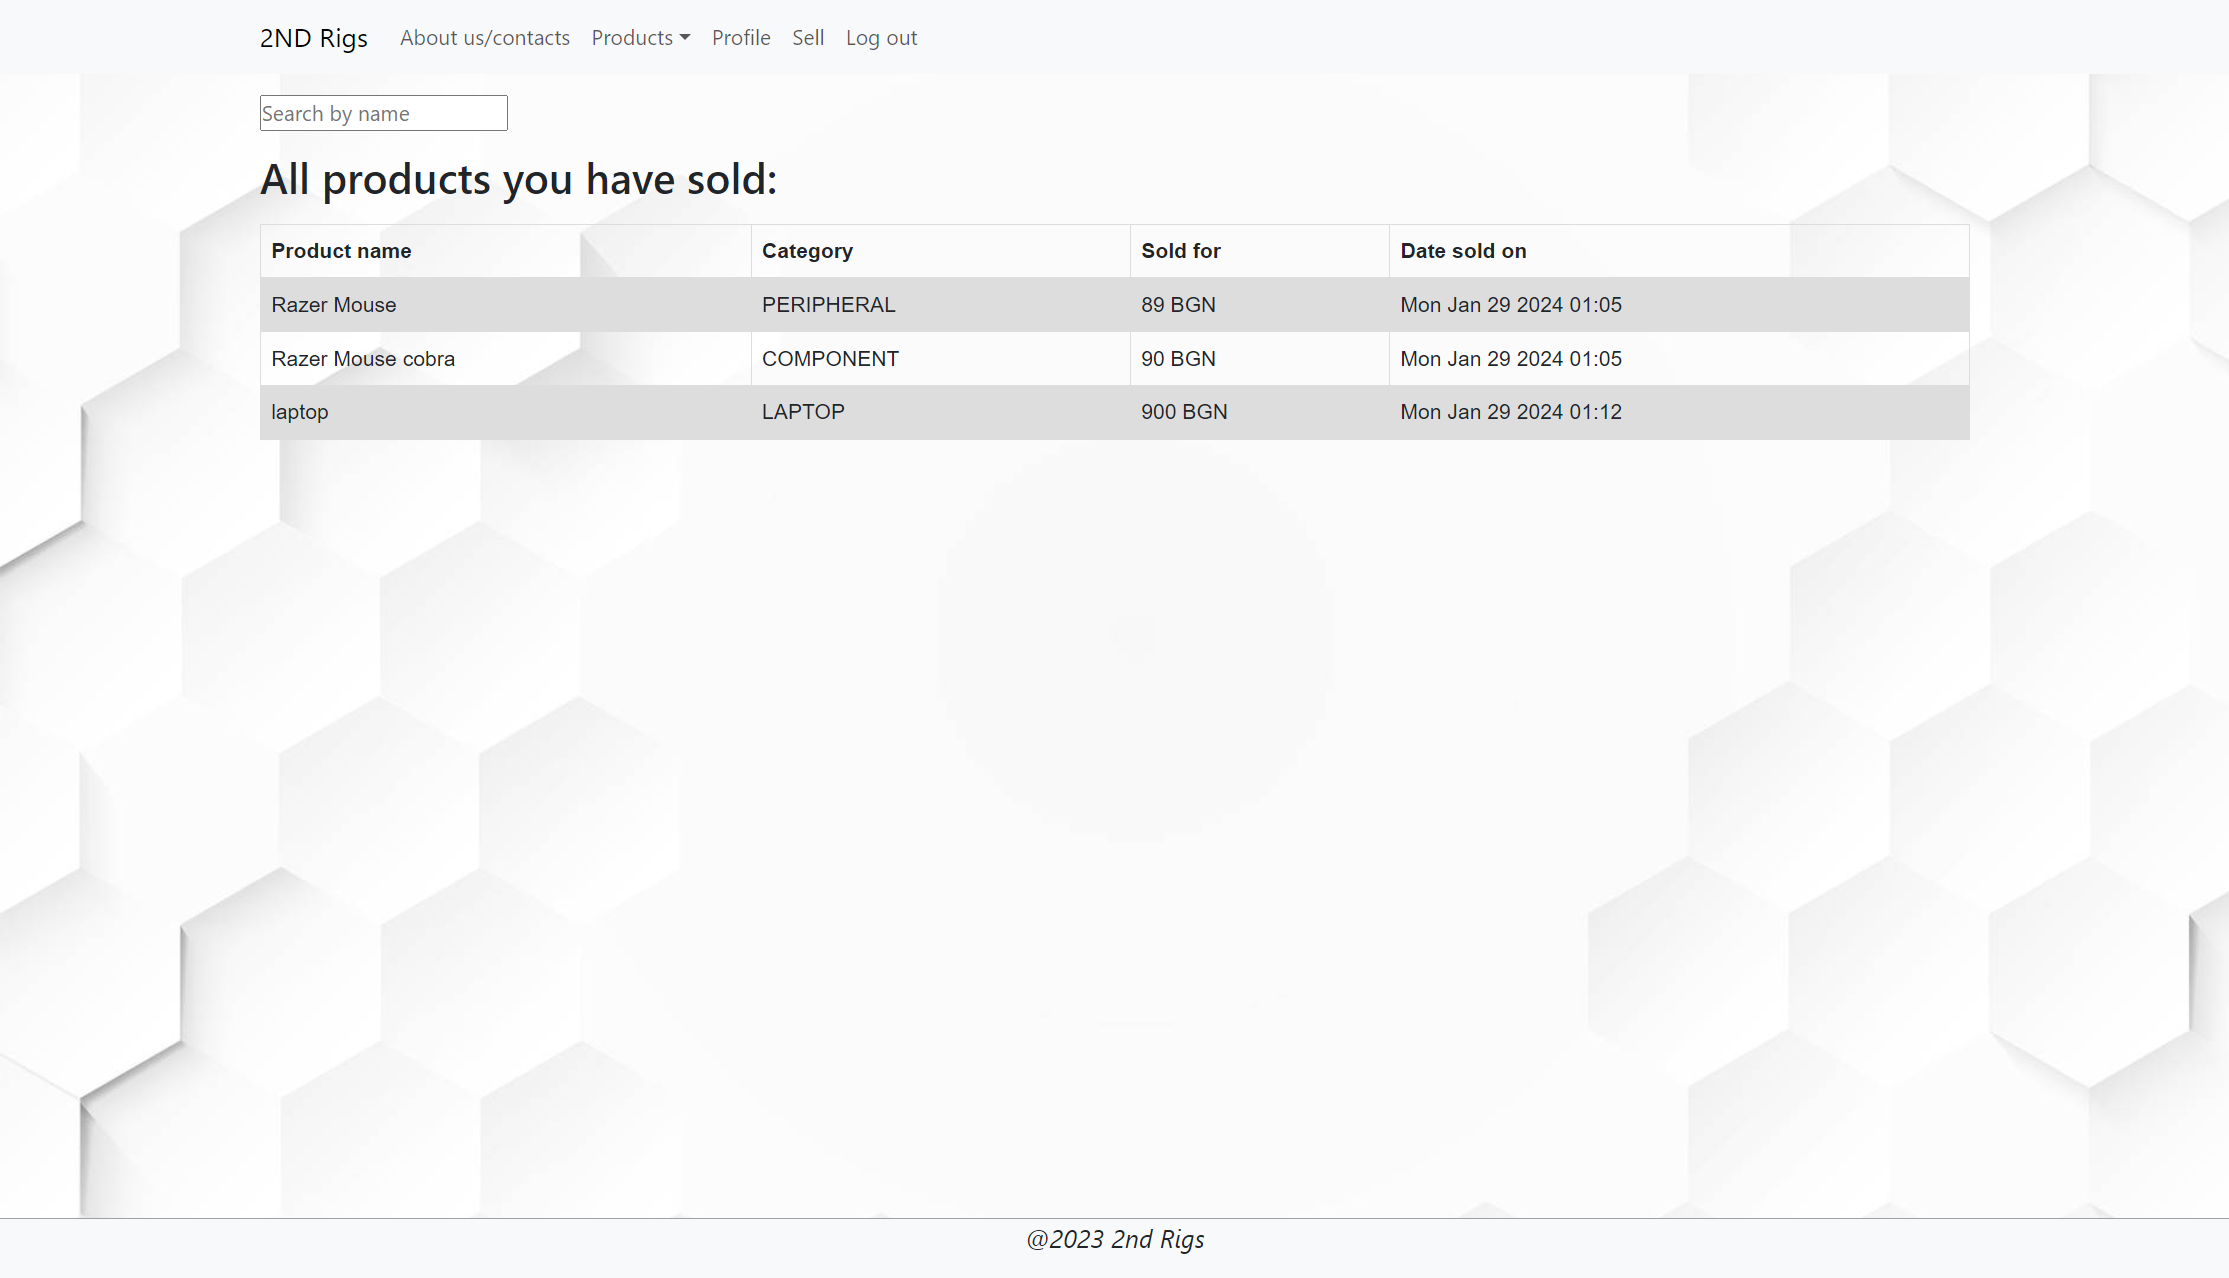 2ND Rigs About us/contacts Products Profile Sell Log out
Search by name
All products you have sold:
Product name Category Sold for Date sold on
Razer Mouse PERIPHERAL 89 BGN Mon Jan 29 2024 01:05
Razer Mouse cobra COMPONENT 90 BGN Mon Jan 29 2024 01:05
laptop LAPTOP 900 BGN Mon Jan 29 2024 01:12
@2023 2nd Rigs